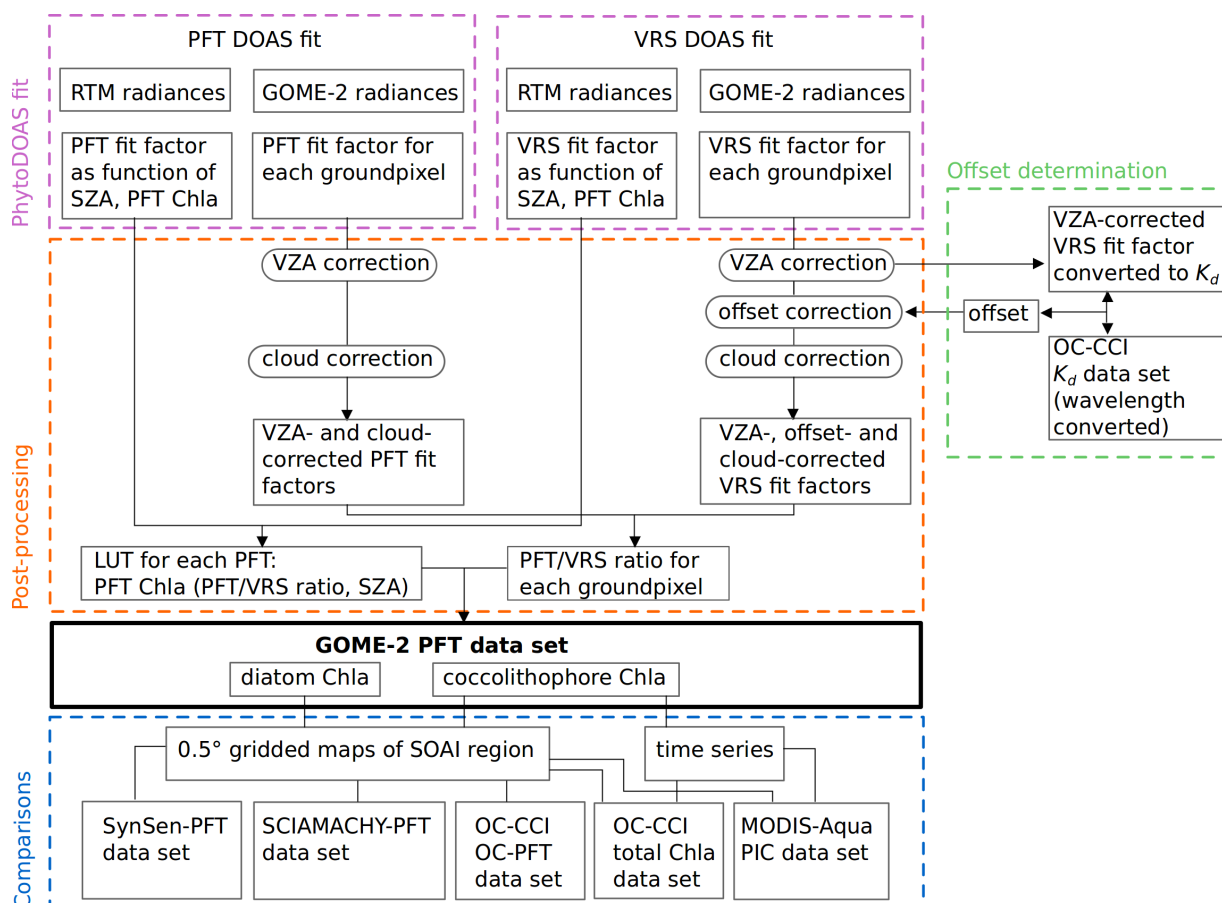 PhytoDOAS fit
PFT DOAS fit
RTM radiances
GOME-2 radiances
PFT fit factor
as function of
SZA, PFT Chla
PFT fit factor for
each groundpixel
VRS DOAS fit
RTM radiances
GOME-2 radiances
VRS fit factor
as function of
SZA, PFT Chla
VRS fit factor for
each groundpixel
Offset determination
VZA-corrected
VRS fit factor
converted to K_d
offset
OC-CCI
K_d data set
(wavelength
converted)
Post-processing
VZA correction
cloud correction
VZA- and cloud-
corrected PFT fit
factors
VZA correction
offset correction
cloud correction
VZA-, offset- and
cloud-corrected
VRS fit factors
LUT for each PFT:
PFT Chla (PFT/VRS ratio, SZA)
PFT/VRS ratio for
each groundpixel
GOME-2 PFT data set
diatom Chla
coccolithophore Chla
Comparisons
0.5° gridded maps of SOAI region
time series
SynSen-PFT
data set
SCIAMACHY-PFT
data set
OC-CCI
OC-PFT
data set
OC-CCI
total Chla
data set
MODIS-Aqua
PIC data set